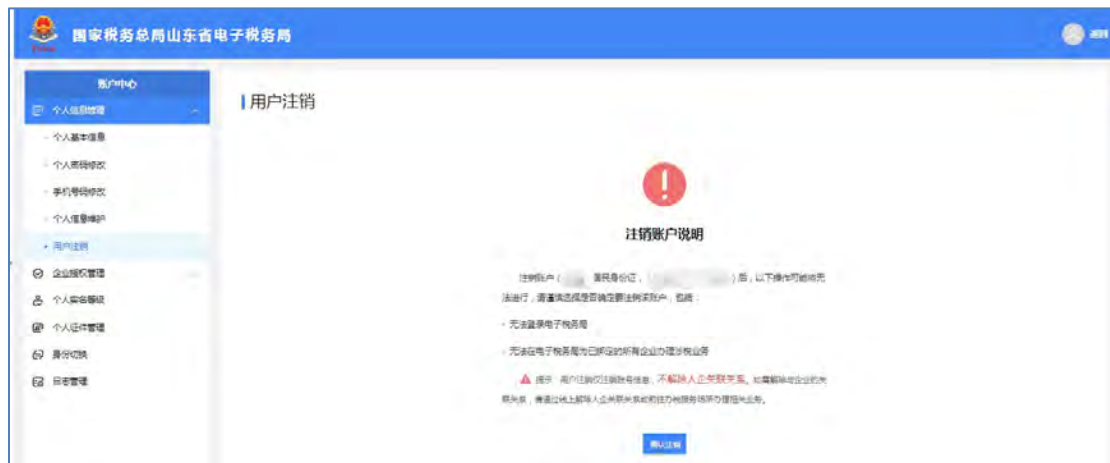 国家税务总局山东省电子税务局
退出
账户中心
个人信息管理
个人基本信息
个人密码修改
手机号码修改
个人信息维护
用户注销
企业授权管理
个人实名等级
个人证件管理
身份切换
日志管理
用户注销
注销账户说明
注销账户（ 居民身份证， ）后，以下操作可能将无
法进行，请谨慎选择是否确定要注销该账户，包括：
· 无法登录电子税务局
· 无法在电子税务局为已绑定的所有企业办理涉税业务
提示：用户注销仅注销账号信息，不解除人企关联关系。如需解除与企业的关
联关系，请通过线上解除人企关联关系或前往办税服务场所办理相关业务。
确认注销